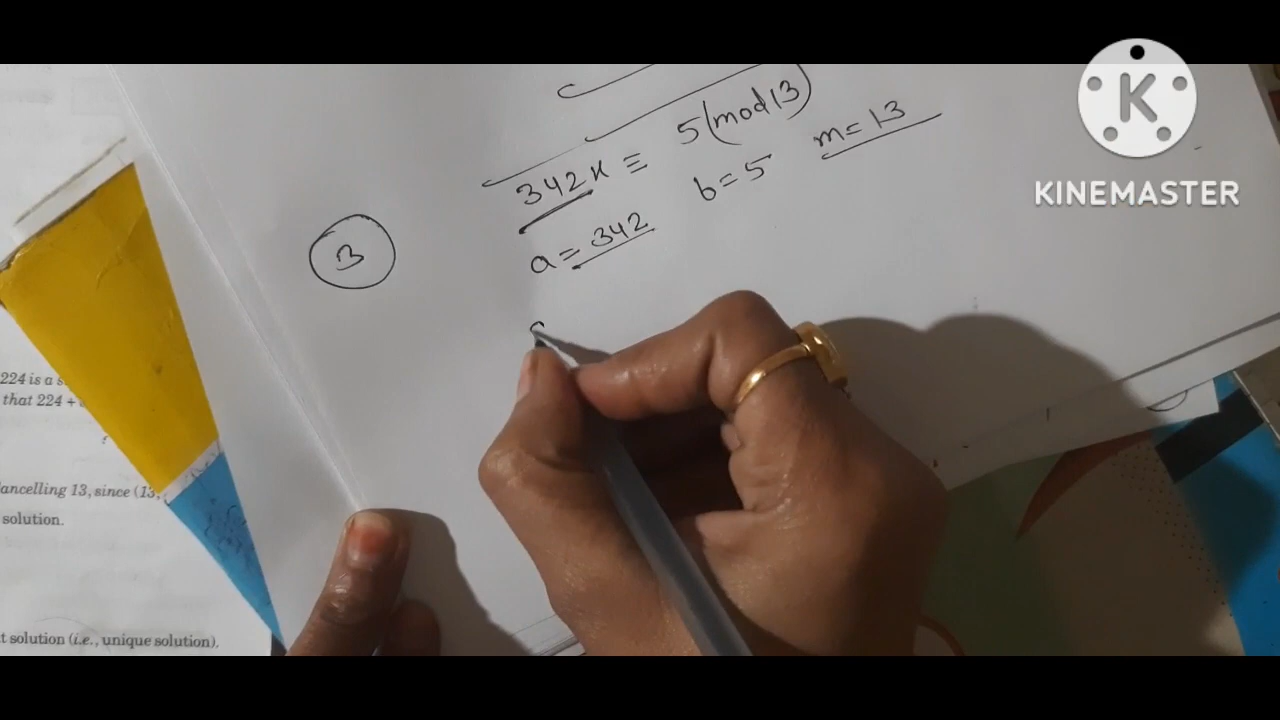 342x ≡ 5(mod 13)
3
a = 342 b = 5 m = 13
K
KINEMASTER
224 is a s
that 224 +
ancelling 13, since (13,
solution.
t solution (i.e., unique solution).